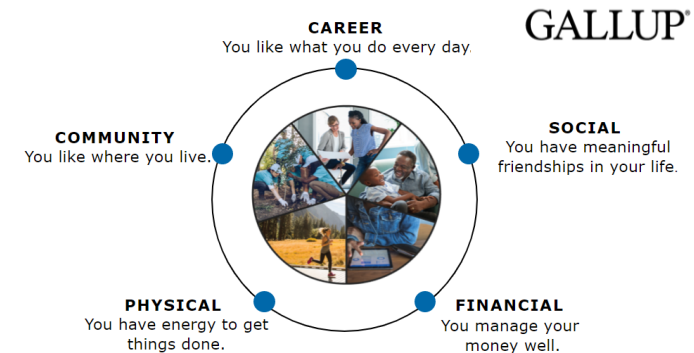 GALLUP®
CAREER
You like what you do every day.
COMMUNITY
You like where you live.
SOCIAL
You have meaningful
friendships in your life.
PHYSICAL
You have energy to get
things done.
FINANCIAL
You manage your
money well.